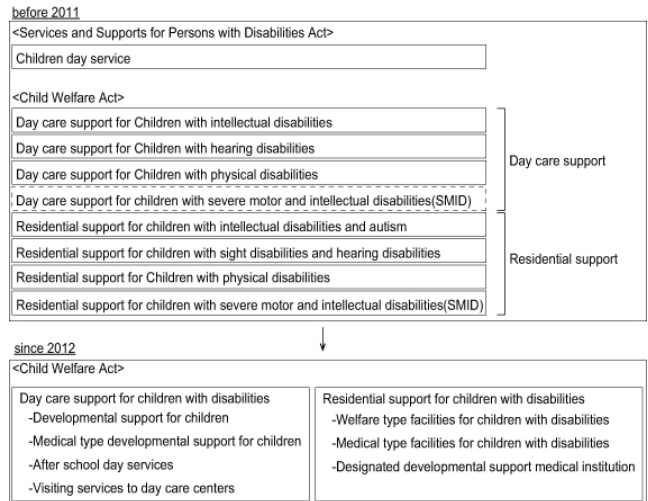 before 2011
<Services and Supports for Persons with Disabilities Act>
Children day service
<Child Welfare Act>
Day care support for Children with intellectual disabilities
Day care support for Children with hearing disabilities
Day care support for Children with physical disabilities
Day care support for children with severe motor and intellectual disabilities(SMID)
Day care support
Residential support for children with intellectual disabilities and autism
Residential support for children with sight disabilities and hearing disabilities
Residential support for Children with physical disabilities
Residential support for children with severe motor and intellectual disabilities(SMID)
Residential support
since 2012
<Child Welfare Act>
Day care support for children with disabilities
-Developmental support for children
-Medical type developmental support for children
-After school day services
-Visiting services to day care centers
Residential support for children with disabilities
-Welfare type facilities for children with disabilities
-Medical type facilities for children with disabilities
-Designated developmental support medical institution